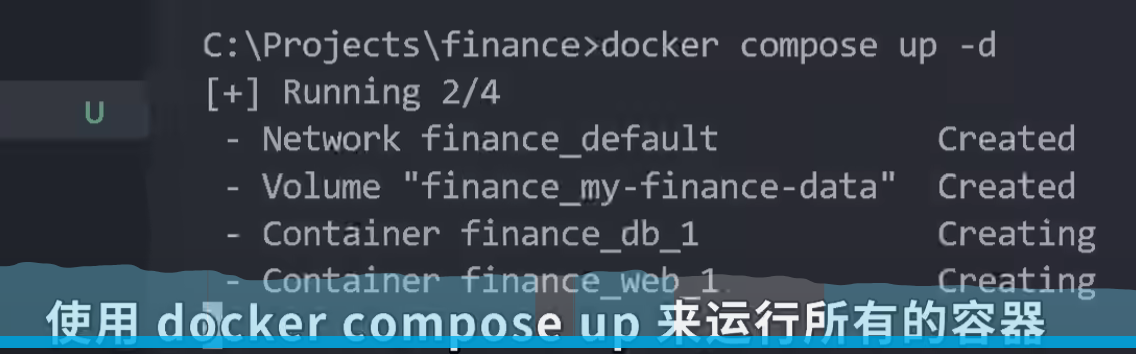 C:\Projects\finance>docker compose up -d
[+] Running 2/4
- Network finance_default Created
U
- Volume "finance_my-finance-data" Created
- Container finance_db_1 Creating
- Container finance_web_1 Creating
使用 docker compose up 来运行所有的容器